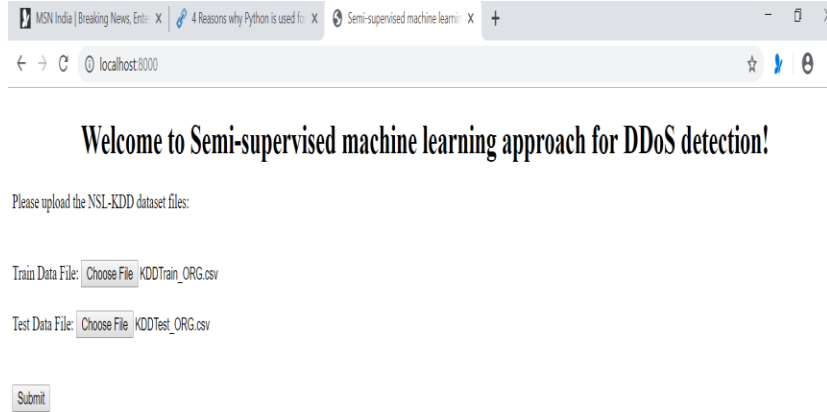 MSN India | Breaking News, Ente
4 Reasons why Python is used fo
Semi-supervised machine learnin
localhost:8000
Welcome to Semi-supervised machine learning approach for DDoS detection!
Please upload the NSL-KDD dataset files:
Train Data File: Choose File KDDTrain_ORG.csv
Test Data File: Choose File KDDTest_ORG.csv
Submit